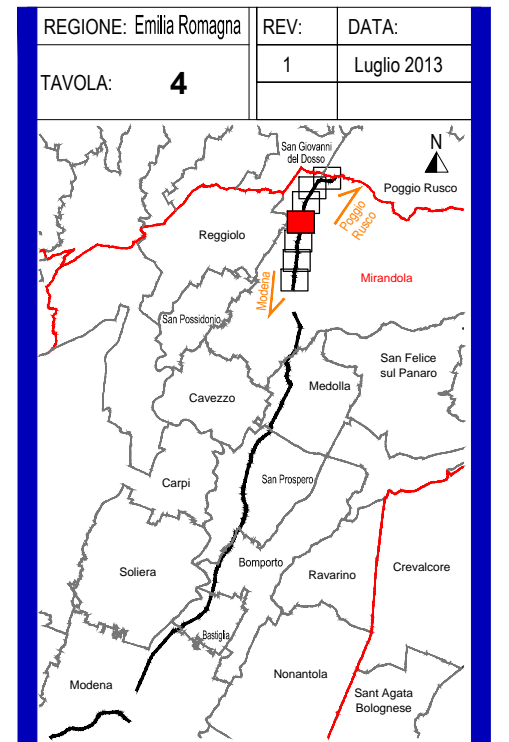 REGIONE: Emilia Romagna
REV:
DATA:
TAVOLA: 4
1
Luglio 2013
San Giovanni
del Dosso
N
Poggio Rusco
Poggio
Rusco
Reggiolo
Mirandola
Modena
San Possidonio
San Felice
sul Panaro
Medolla
Cavezzo
Carpi
San Prospero
Soliera
Bomporto
Ravarino
Crevalcore
Bastiglia
Nonantola
Modena
Sant Agata
Bolognese